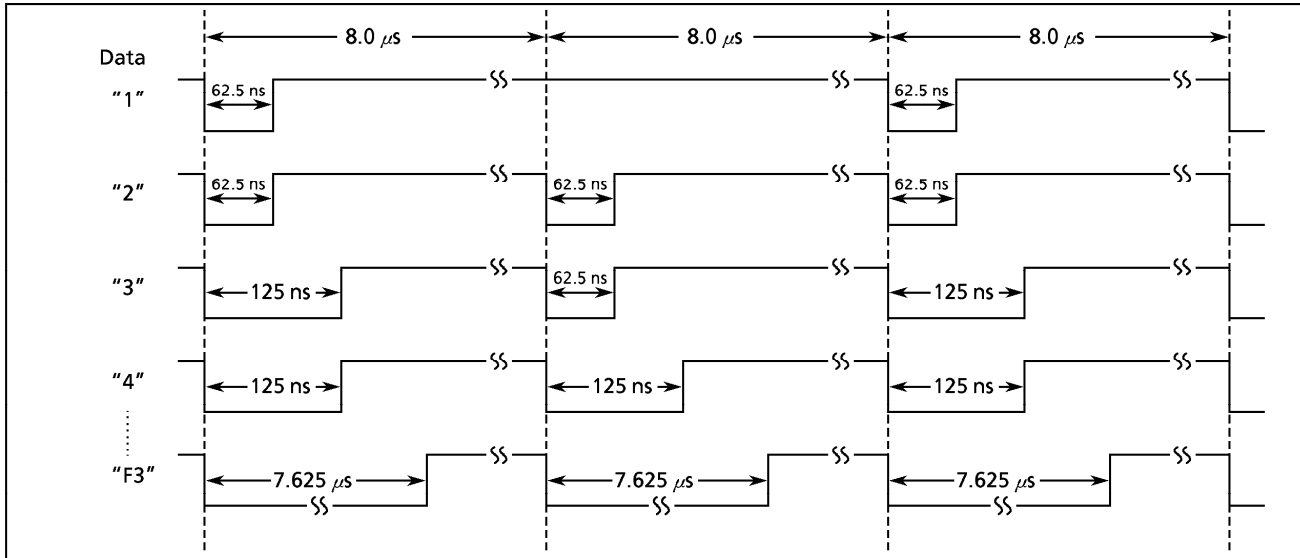 8.0 μs 8.0 μs 8.0 μs
Data
“1” 62.5 ns 62.5 ns
“2” 62.5 ns 62.5 ns 62.5 ns
“3” 125 ns 62.5 ns 125 ns
“4” 125 ns 125 ns 125 ns
“F3” 7.625 μs 7.625 μs 7.625 μs